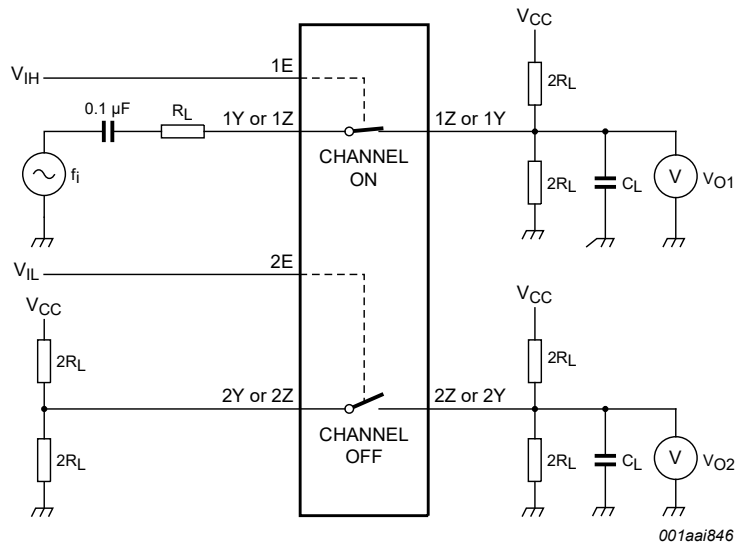 VCC
VIH
1E
2RL
0.1 µF
RL
1Y or 1Z
1Z or 1Y
fi
CHANNEL
ON
2RL
CL
V
VO1
VIL
2E
VCC
VCC
2RL
2RL
2Y or 2Z
2Z or 2Y
2RL
CHANNEL
OFF
2RL
CL
V
VO2
001aai846